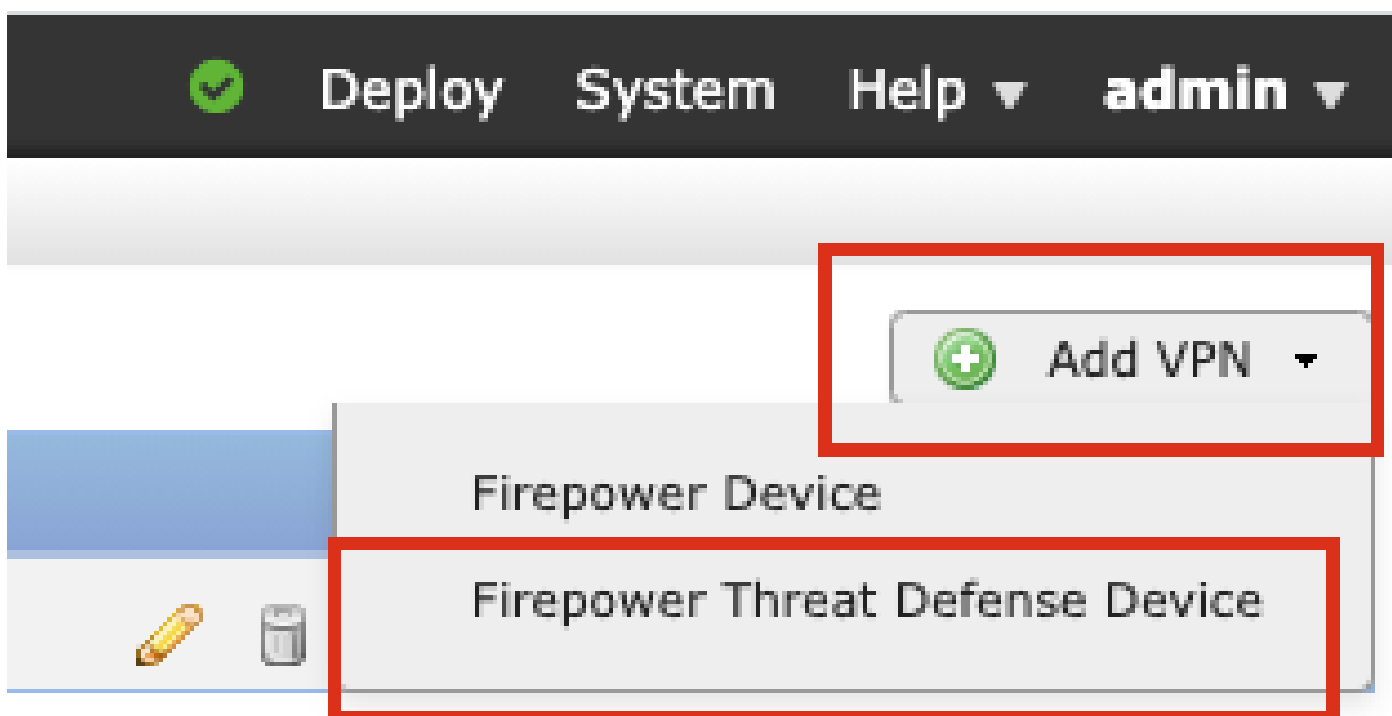 Deploy System Help admin
Add VPN
Firepower Device
Firepower Threat Defense Device